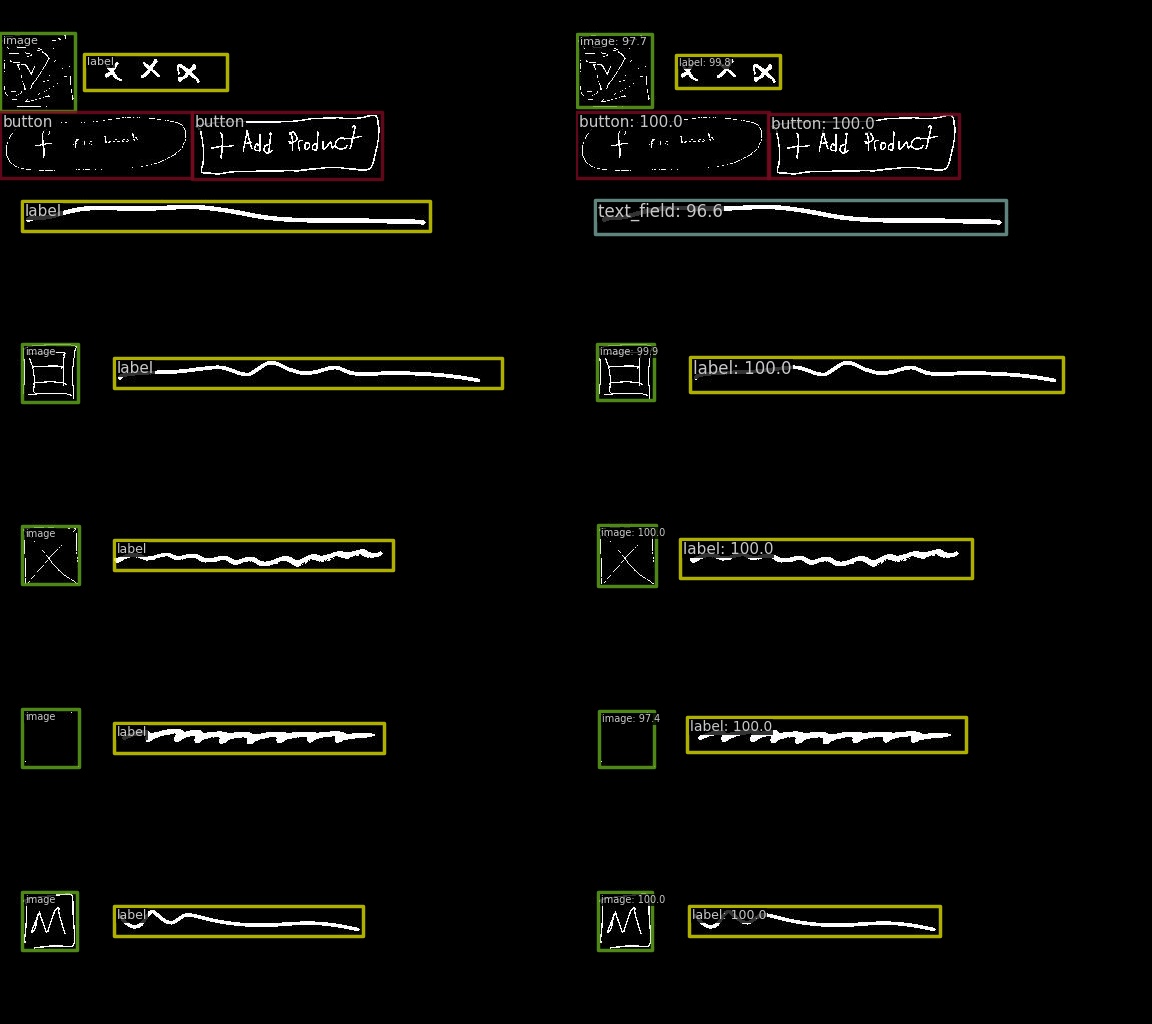 image image: 97.7
label label: 99.8
x x x x x
button button button: 100.0 button: 100.0
+ + Add Product + + Add Product
label text_field: 96.6
image label image: 99.9 label: 100.0
image label image: 100.0 label: 100.0
image label image: 97.4 label: 100.0
image label image: 100.0 label: 100.0
M M